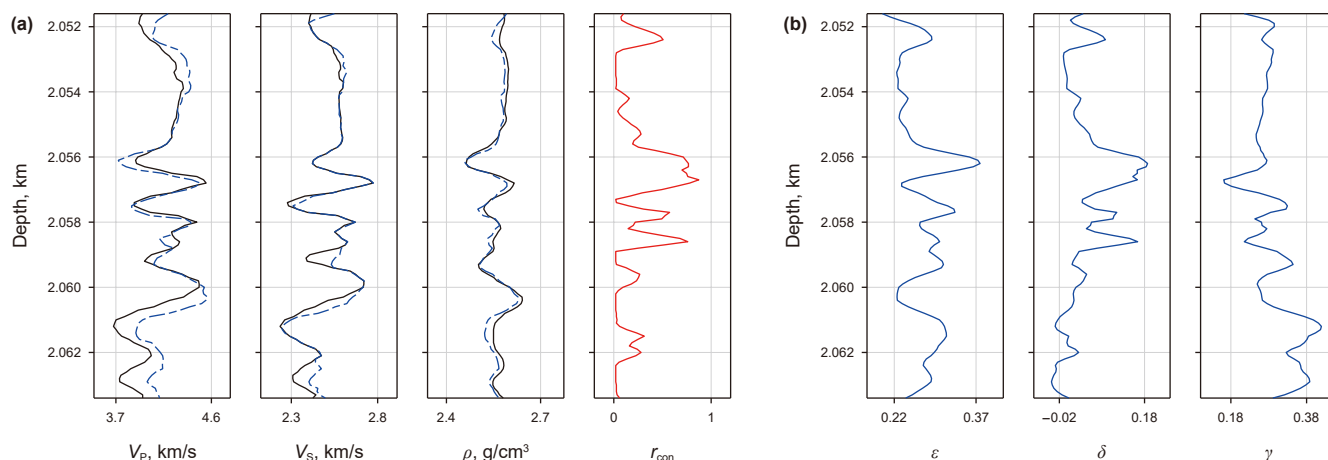 (a)
(b)
2.052
2.054
2.056
2.058
2.060
2.062
Depth, km
3.7 4.6
2.3 2.8
2.4 2.7
0 1
V_P, km/s
V_S, km/s
ρ, g/cm³
r_con
2.052
2.054
2.056
2.058
2.060
2.062
Depth, km
0.22 0.37
−0.02 0.18
0.18 0.38
ε
δ
γ